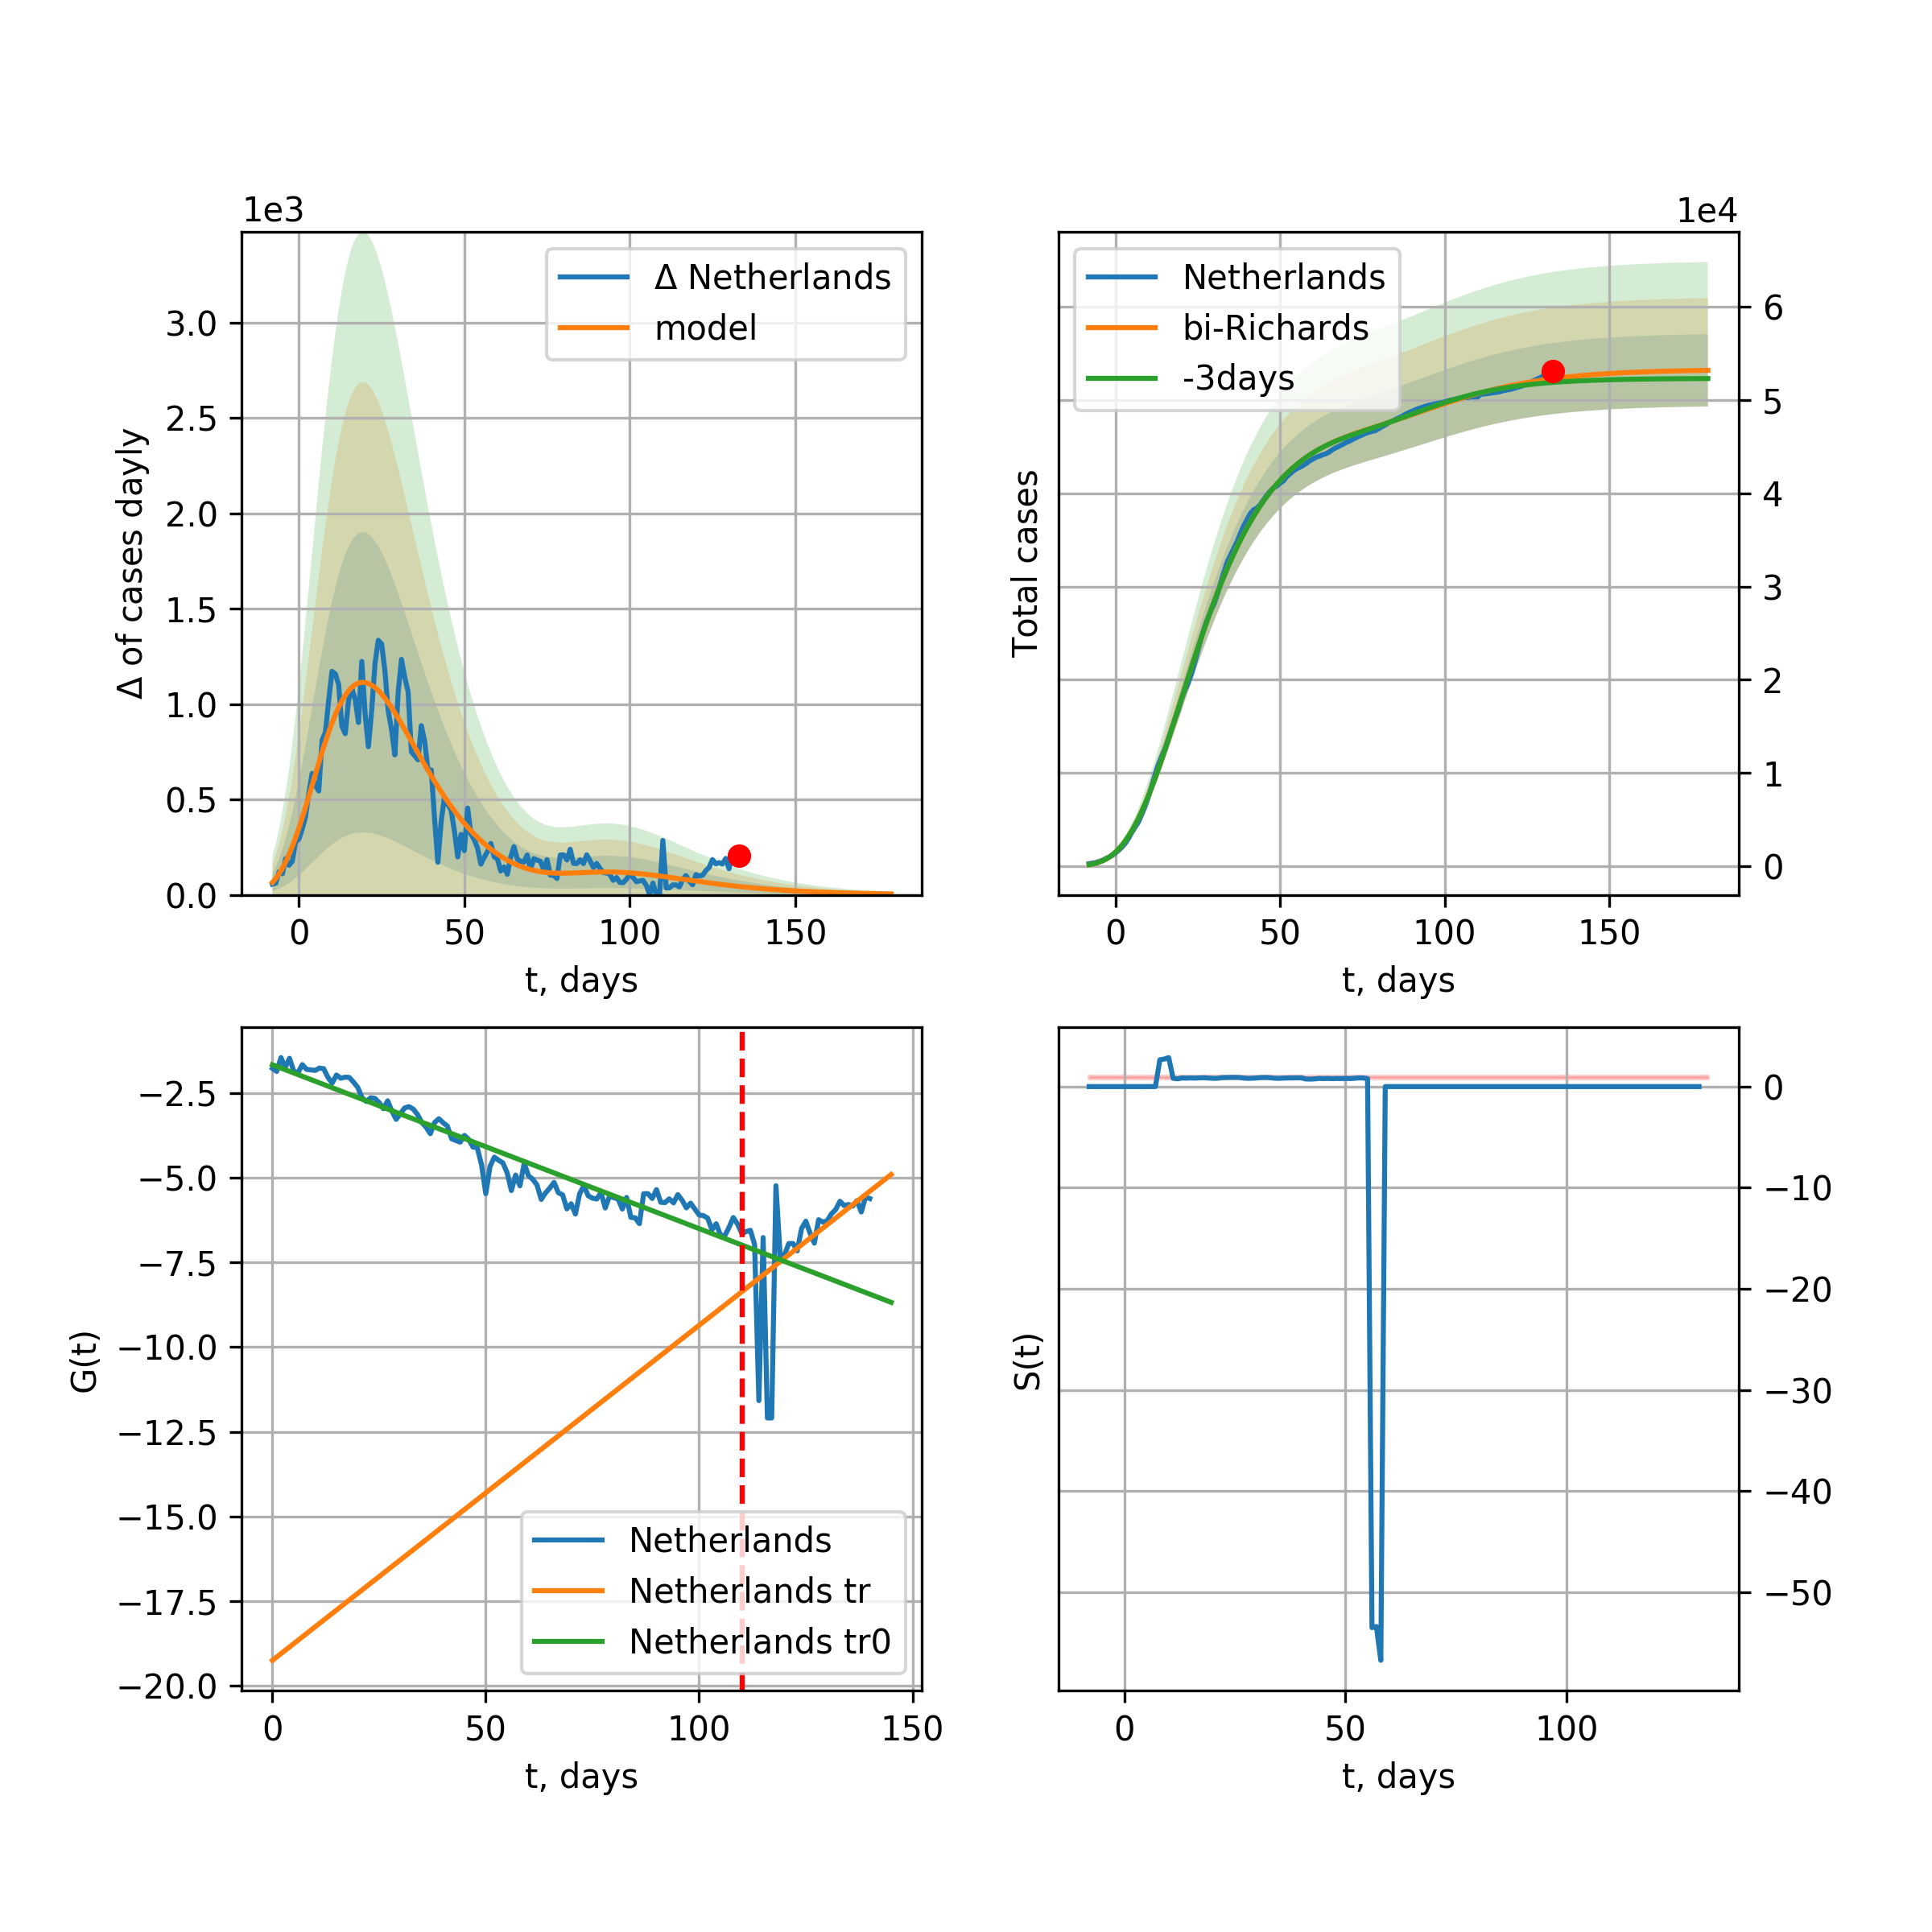 1e3
Δ Netherlands
model
3.0
2.5
2.0
1.5
1.0
0.5
0.0
Δ of cases dayly
0 50 100 150
t, days
1e4
Netherlands
bi-Richards
-3days
6
5
4
3
2
1
0
Total cases
0 50 100 150
t, days
−2.5
−5.0
−7.5
−10.0
−12.5
−15.0
−17.5
−20.0
G(t)
Netherlands
Netherlands tr
Netherlands tr0
0 50 100 150
t, days
0
−10
−20
−30
−40
−50
S(t)
0 50 100
t, days